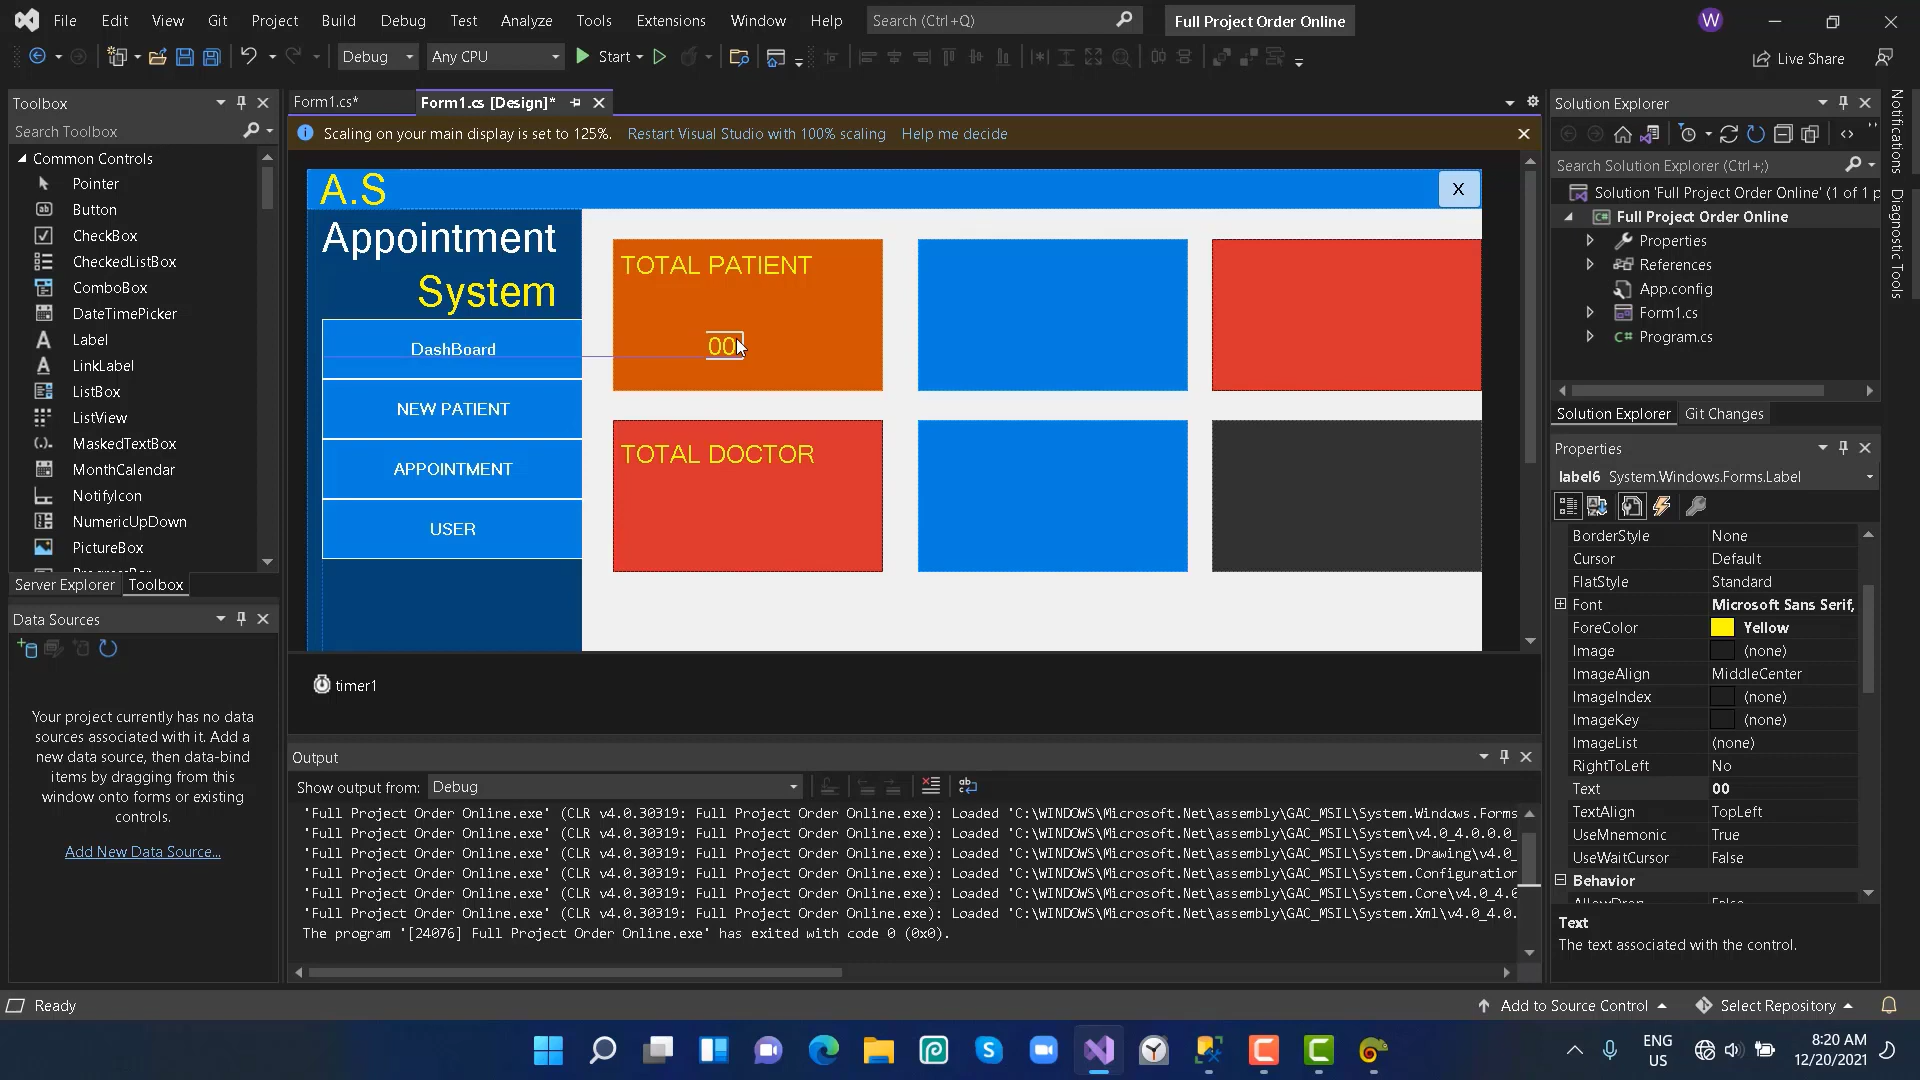 File Edit View Git Project Build Debug Test Analyze Tools Extensions Window Help Search (Ctrl+Q) Full Project Order Online W
Debug Any CPU Start Live Share
Toolbox
Search Toolbox
Common Controls
Pointer
Button
CheckBox
CheckedListBox
ComboBox
DateTimePicker
Label
LinkLabel
ListBox
ListView
MaskedTextBox
MonthCalendar
NotifyIcon
NumericUpDown
PictureBox
Server Explorer Toolbox
Data Sources
Your project currently has no data
sources associated with it. Add a
new data source, then data-bind
items by dragging from this
window onto forms or existing
controls.
Add New Data Source...
Form1.cs* Form1.cs [Design]*
Scaling on your main display is set to 125%. Restart Visual Studio with 100% scaling Help me decide
A.S X
Appointment
System
DashBoard
NEW PATIENT
APPOINTMENT
USER
TOTAL PATIENT
00
TOTAL DOCTOR
timer1
Output
Show output from: Debug
'Full Project Order Online.exe' (CLR v4.0.30319: Full Project Order Online.exe): Loaded 'C:\WINDOWS\Microsoft.Net\assembly\GAC_MSIL\System.Windows.Forms
'Full Project Order Online.exe' (CLR v4.0.30319: Full Project Order Online.exe): Loaded 'C:\WINDOWS\Microsoft.Net\assembly\GAC_MSIL\System\v4.0_4.0.0.0_
'Full Project Order Online.exe' (CLR v4.0.30319: Full Project Order Online.exe): Loaded 'C:\WINDOWS\Microsoft.Net\assembly\GAC_MSIL\System.Drawing\v4.0_
'Full Project Order Online.exe' (CLR v4.0.30319: Full Project Order Online.exe): Loaded 'C:\WINDOWS\Microsoft.Net\assembly\GAC_MSIL\System.Configuration
'Full Project Order Online.exe' (CLR v4.0.30319: Full Project Order Online.exe): Loaded 'C:\WINDOWS\Microsoft.Net\assembly\GAC_MSIL\System.Core\v4.0_4.0
'Full Project Order Online.exe' (CLR v4.0.30319: Full Project Order Online.exe): Loaded 'C:\WINDOWS\Microsoft.Net\assembly\GAC_MSIL\System.Xml\v4.0_4.0.
The program '[24076] Full Project Order Online.exe' has exited with code 0 (0x0).
Solution Explorer
Search Solution Explorer (Ctrl+;)
Solution 'Full Project Order Online' (1 of 1 p
Full Project Order Online
Properties
References
App.config
Form1.cs
Program.cs
Solution Explorer Git Changes
Properties
label6 System.Windows.Forms.Label
BorderStyle None
Cursor Default
FlatStyle Standard
Font Microsoft Sans Serif,
ForeColor Yellow
Image (none)
ImageAlign MiddleCenter
ImageIndex (none)
ImageKey (none)
ImageList (none)
RightToLeft No
Text 00
TextAlign TopLeft
UseMnemonic True
UseWaitCursor False
Behavior
Text
The text associated with the control.
Notifications
Diagnostic Tools
Ready Add to Source Control Select Repository
ENG
US
8:20 AM
12/20/2021